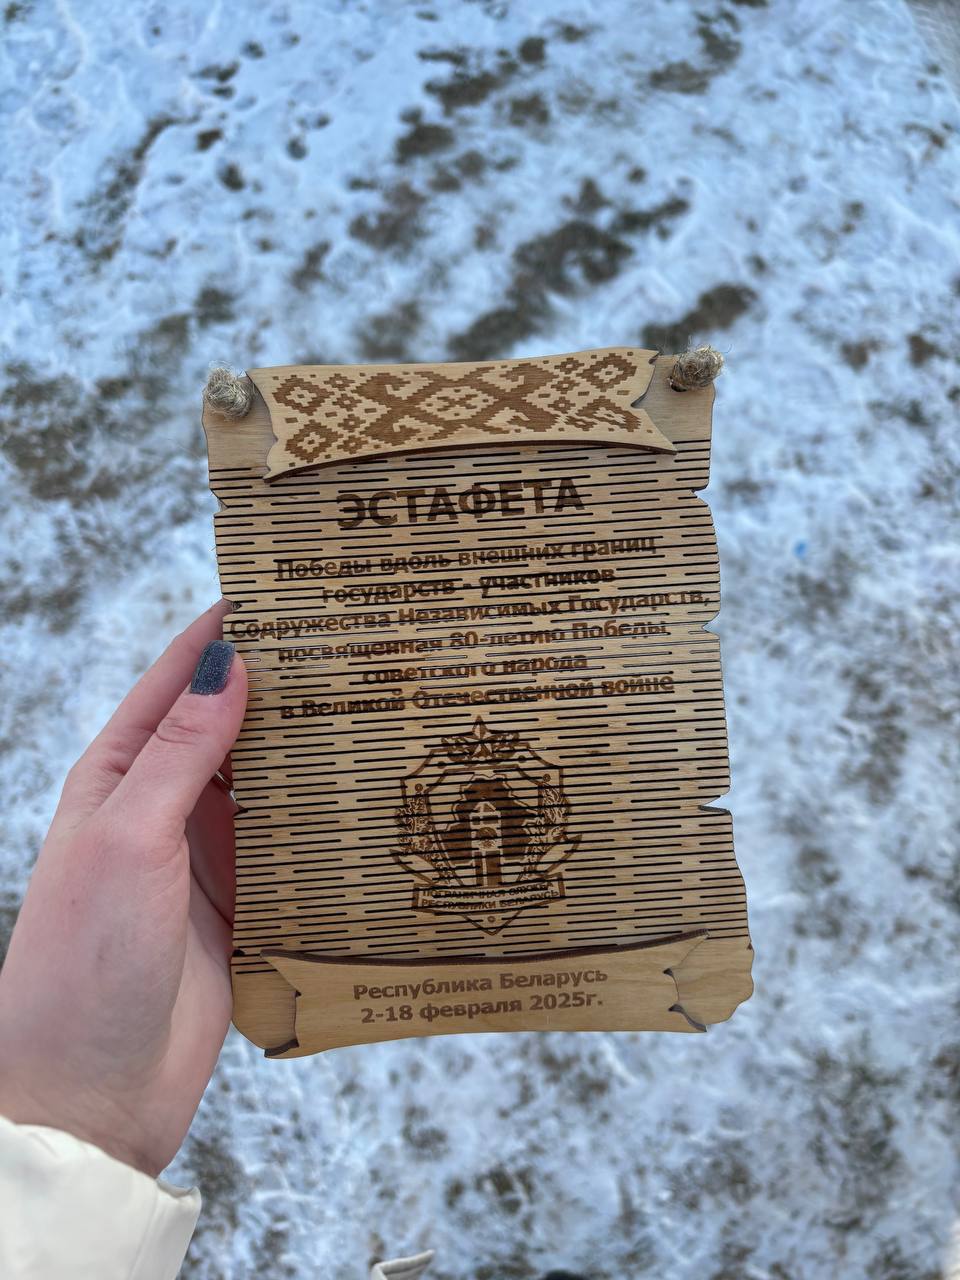 ЭСТАФЕТА
Победы вдоль внешних границ
государств - участников
Содружества Независимых Государств,
посвященная 80-летию Победы
советского народа
в Великой Отечественной войне
ПОГРАНИЧНАЯ СЛУЖБА
РЕСПУБЛИКИ БЕЛАРУСЬ
Республика Беларусь
2-18 февраля 2025г.